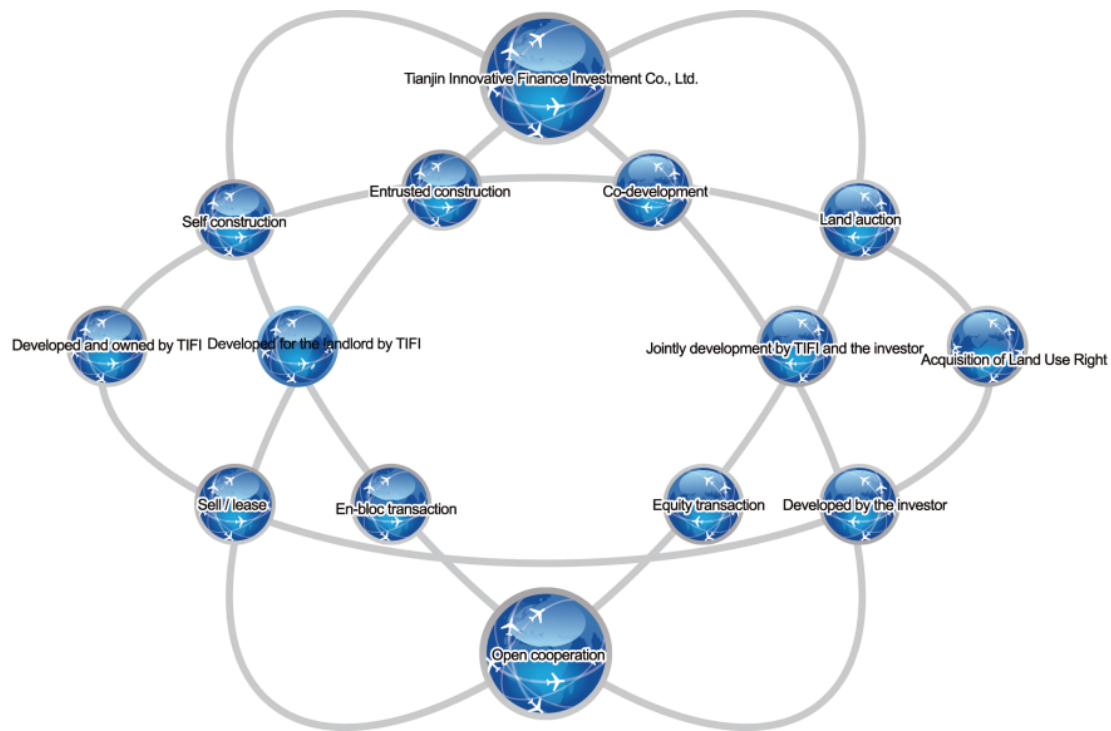 Tianjin Innovative Finance Investment Co., Ltd.
Entrusted construction
Co-development
Self construction
Land auction
Developed and owned by TIFI
Developed for the landlord by TIFI
Jointly development by TIFI and the investor
Acquisition of Land Use Right
Sell / lease
En-bloc transaction
Equity transaction
Developed by the investor
Open cooperation